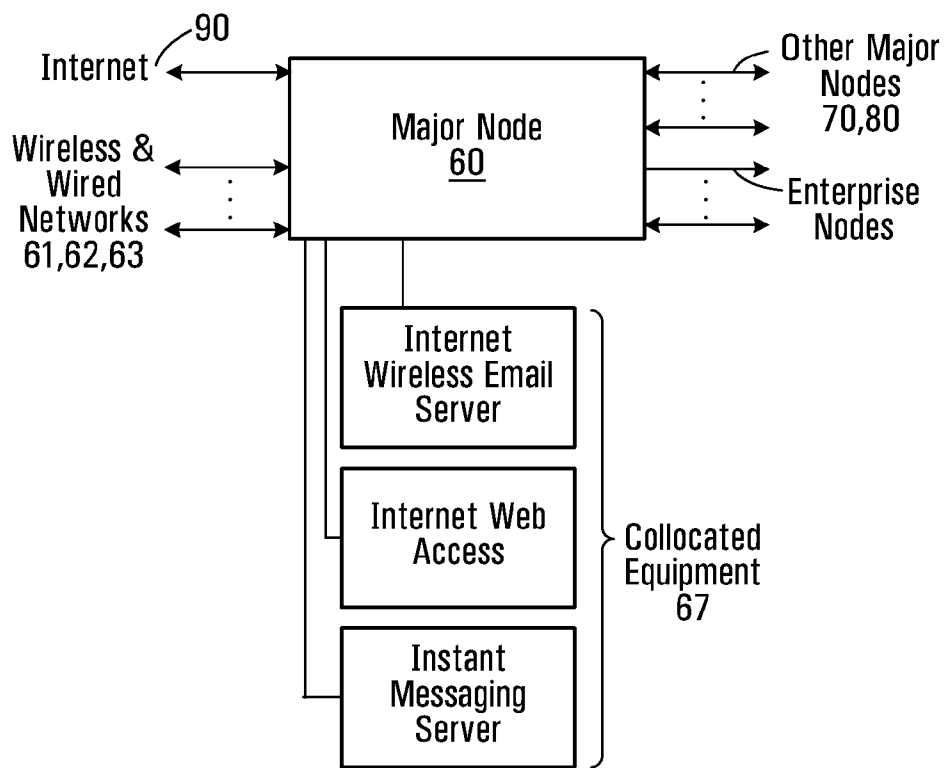 90
Internet
Wireless &
Wired
Networks
61,62,63
Major Node
60
Other Major
Nodes
70,80
Enterprise
Nodes
Internet
Wireless Email
Server
Internet Web
Access
Instant
Messaging
Server
Collocated
Equipment
67